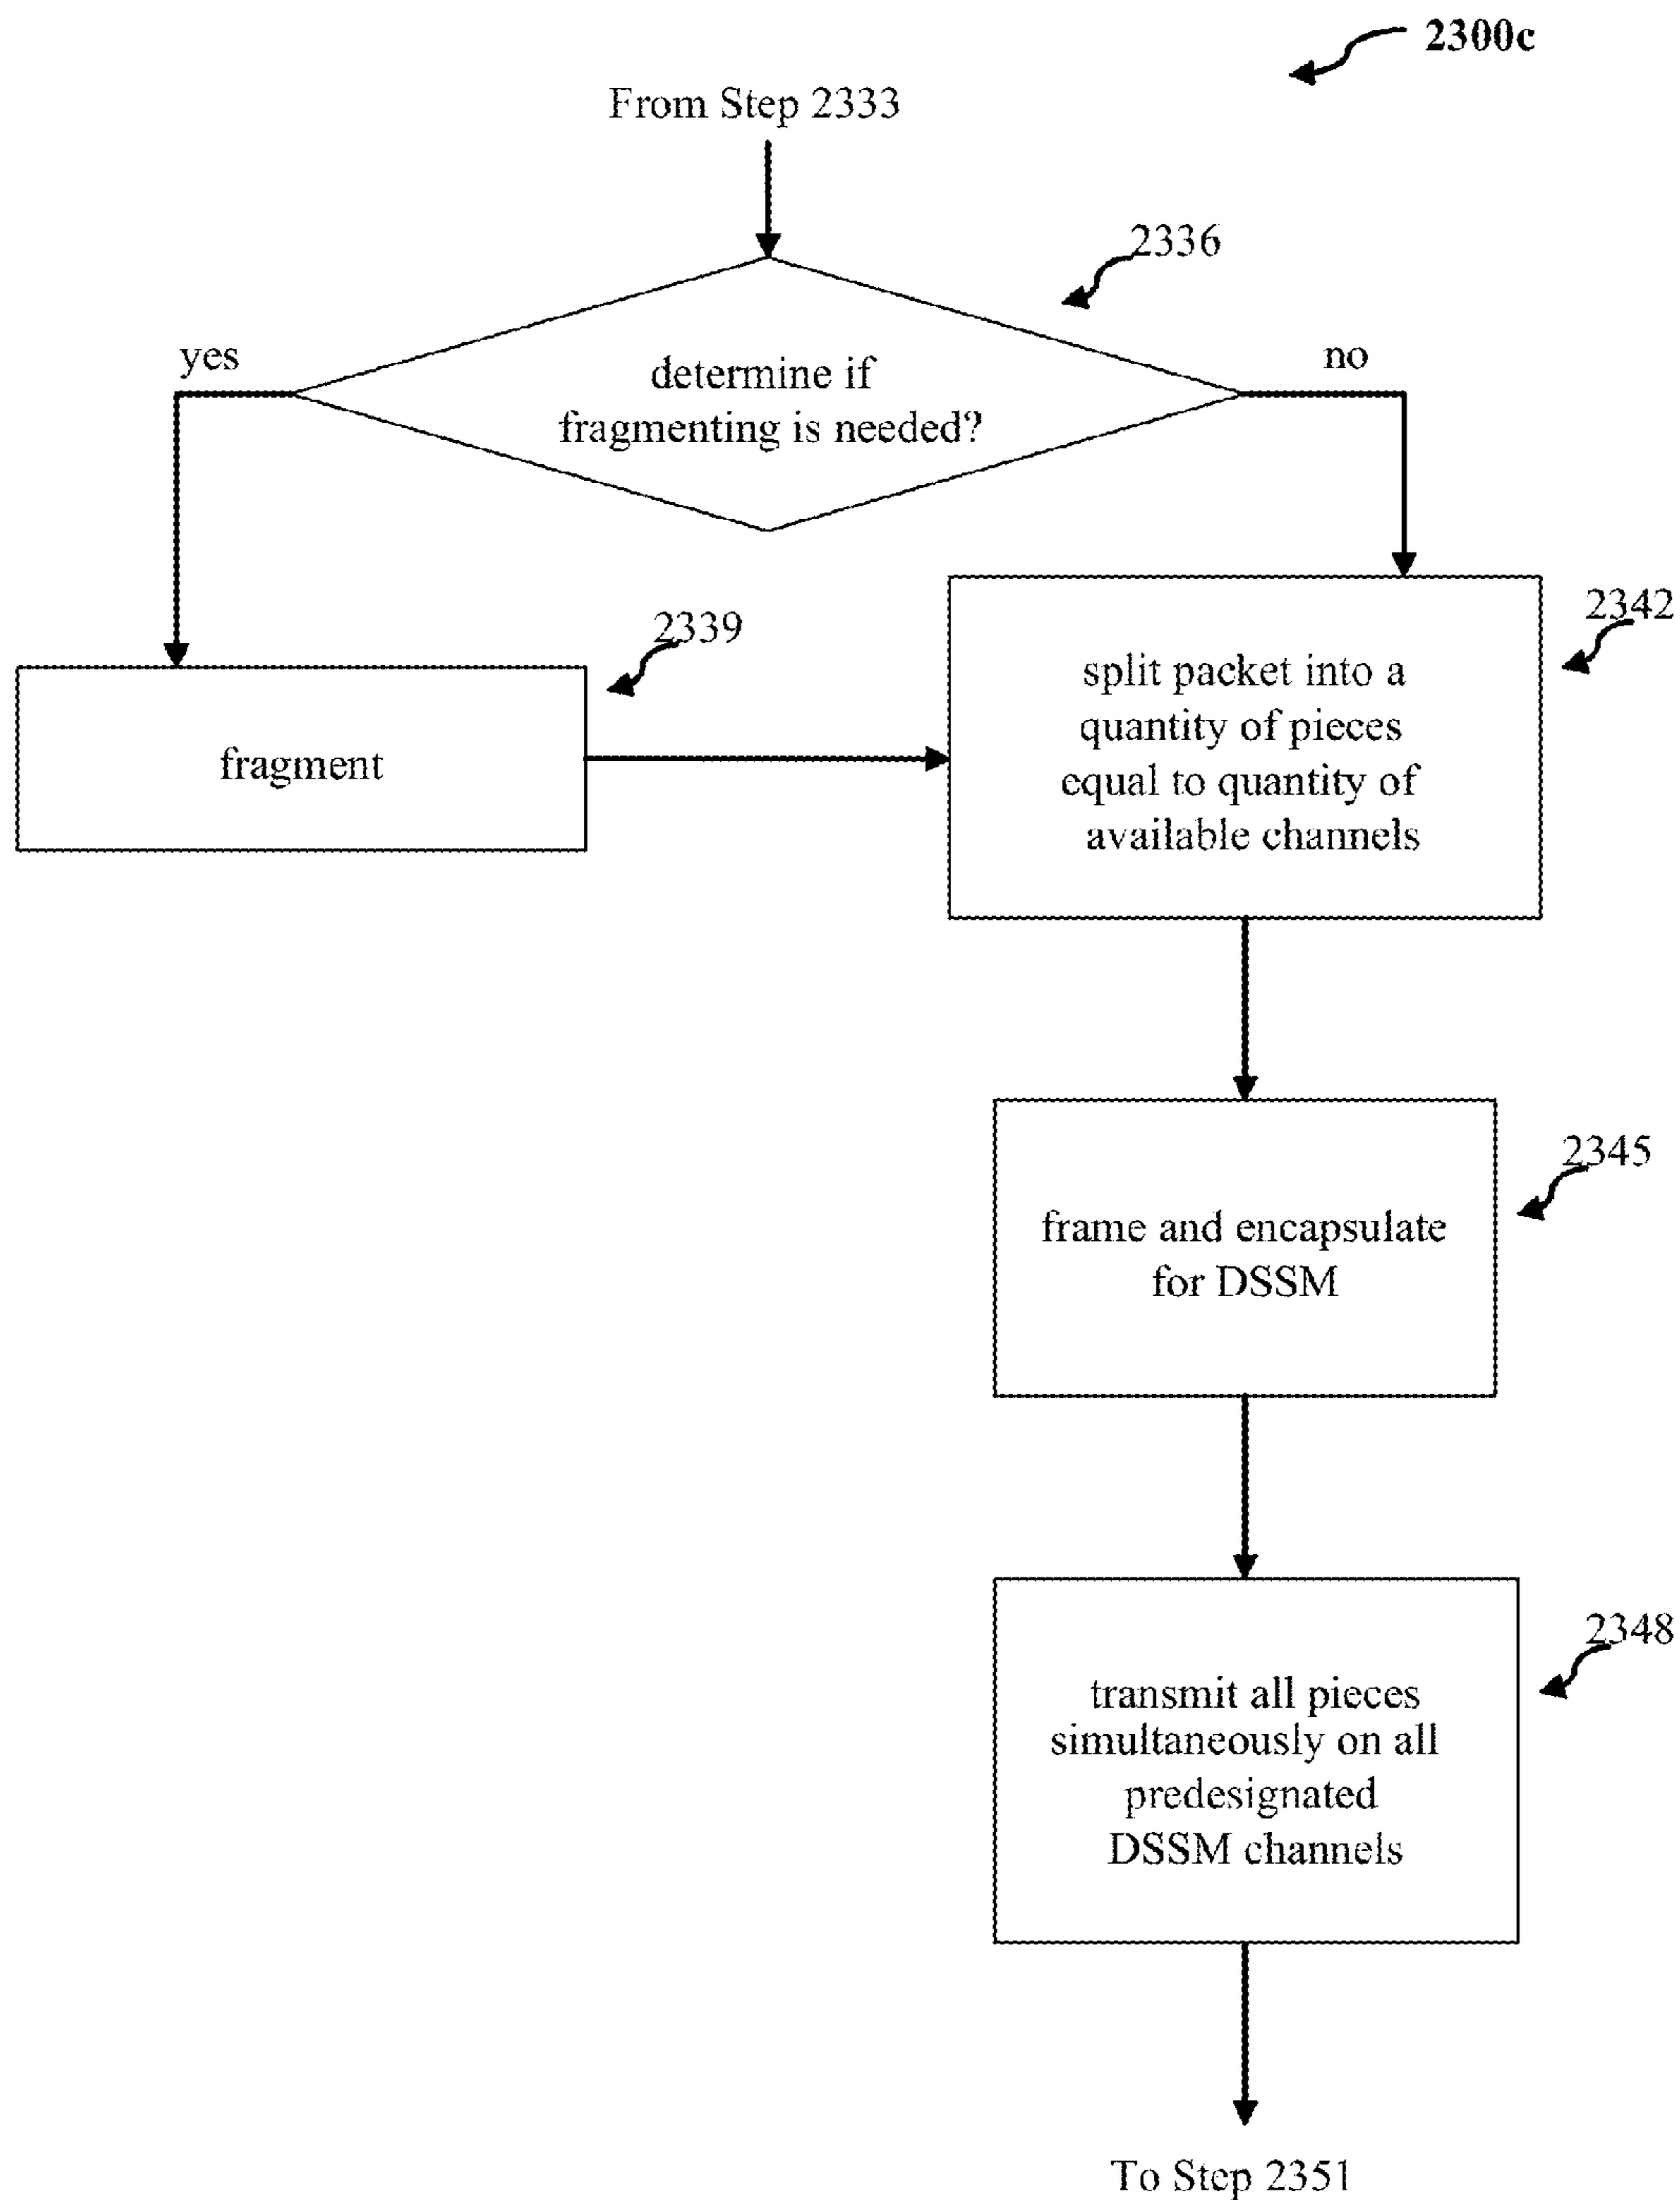 2300c
From Step 2333
2336
yes
no
determine if
fragmenting is needed?
2339
fragment
2342
split packet into a
quantity of pieces
equal to quantity of
available channels
2345
frame and encapsulate
for DSSM
2348
transmit all pieces
simultaneously on all
predesignated
DSSM channels
To Step 2351